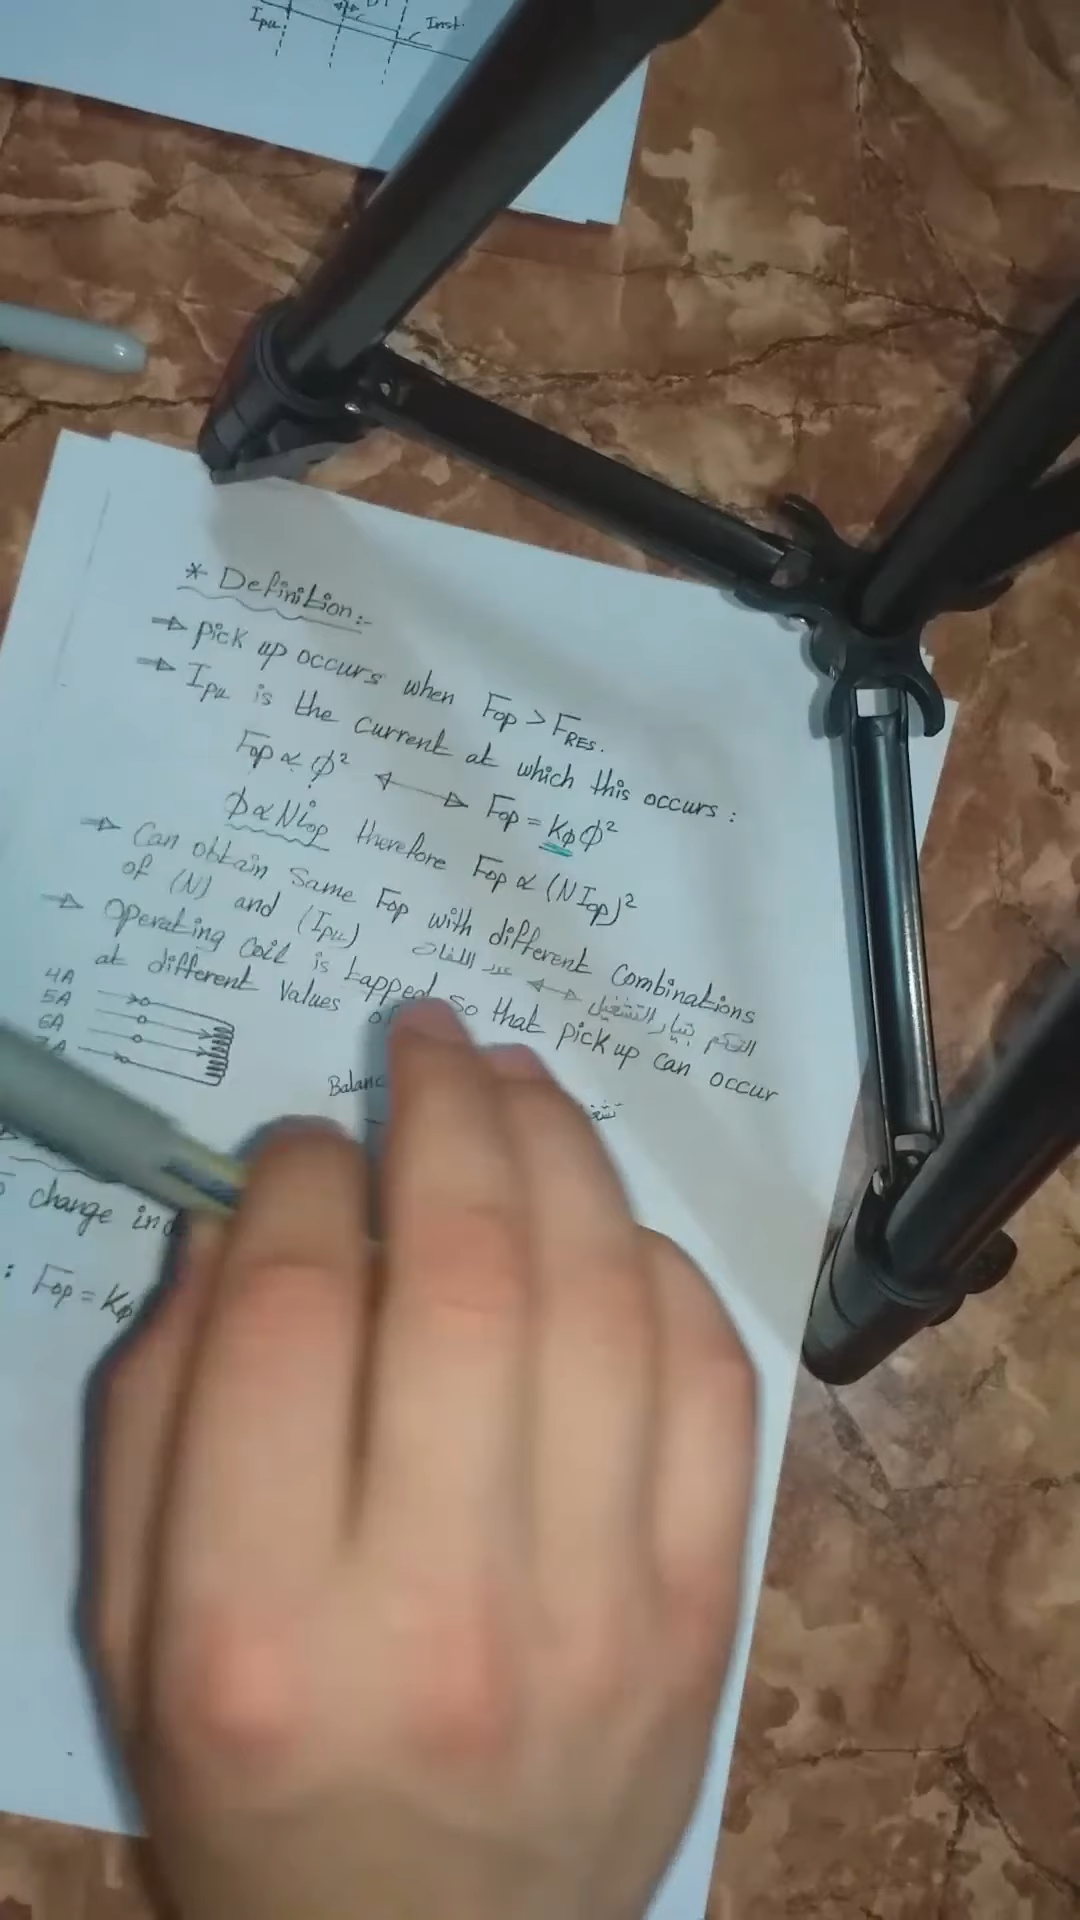 Ipu
Inst.
* Definition:-
⇒ pick up occurs when Fop > FRES.
⇒ Ipu is the current at which this occurs :
Fop ∝ ϕ² ↔ Fop = Kϕ ϕ²
ϕ ∝ Niop therefore Fop ∝ (N Iop)²
⇒ Can obtain Same Fop with different Combinations
of (N) and (Ipu) عدد اللفات ↔ التحكم بتيار التشغيل
⇒ Operating Coil is tapped so that pick up can occur
at different Values of
4A
5A
6A
7A
Balanc
change in
: Fop = Kϕ